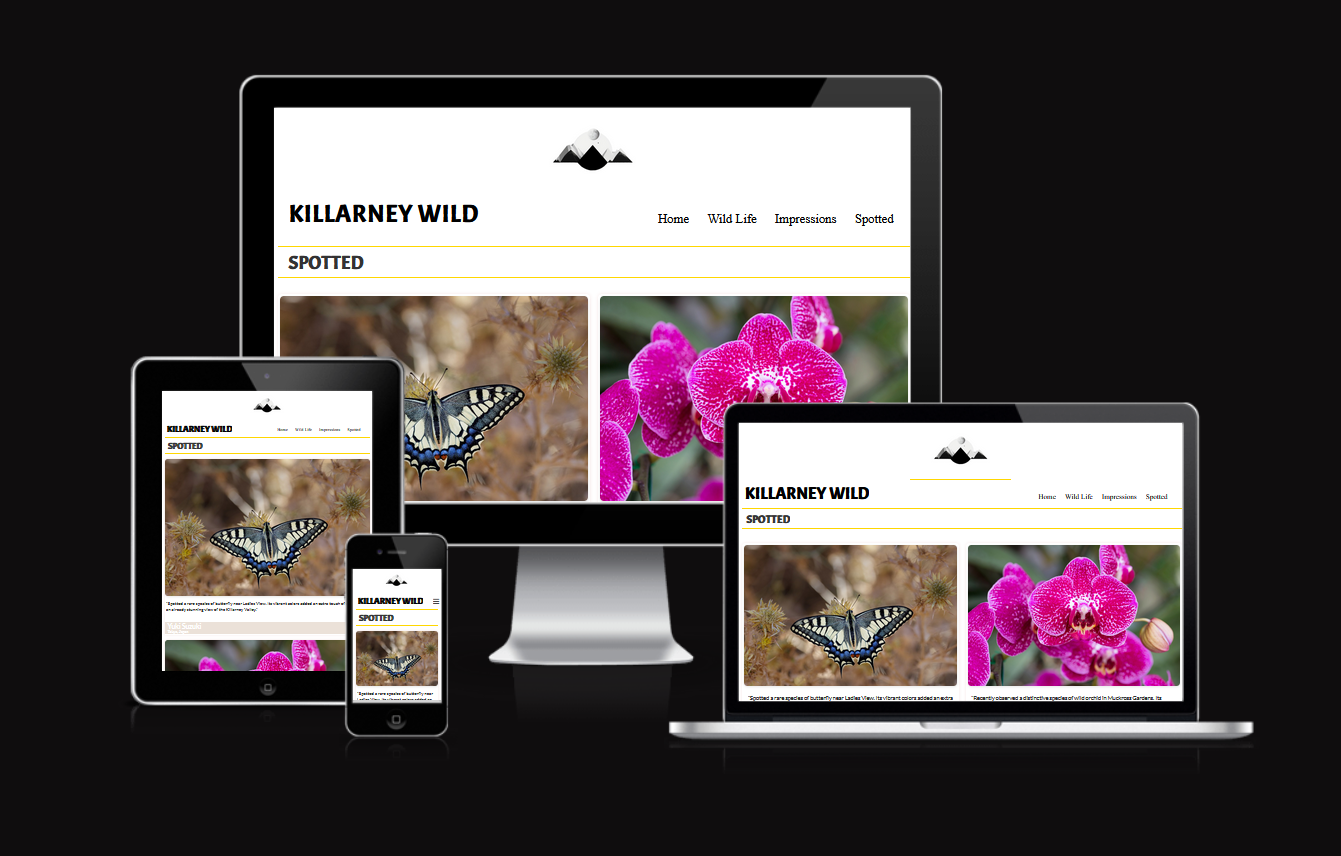 KILLARNEY WILD
Home Wild Life Impressions Spotted
SPOTTED
KILLARNEY WILD
Home Wild Life Impressions Spotted
SPOTTED
"Spotted a rare species of butterfly near Ladies View. Its vibrant colors added an extra touch of
an already stunning view of the Killarney Valley."
KILLARNEY WILD
SPOTTED
"Spotted a rare species of butterfly near
Ladies View. Its vibrant colors added an
KILLARNEY WILD
Home Wild Life Impressions Spotted
SPOTTED
"Spotted a rare species of butterfly near Ladies View. Its vibrant colors added an extra
"Recently observed a distinctive species of wild orchid in Muckross Gardens. Its